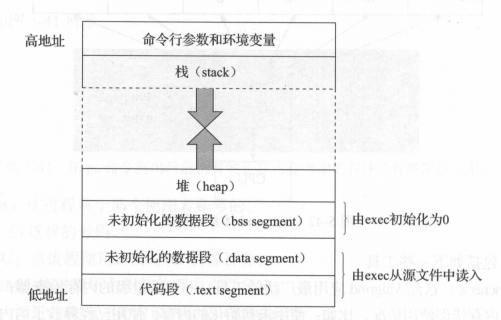 高地址
命令行参数和环境变量
栈（stack）
堆（heap）
未初始化的数据段（.bss segment）
由exec初始化为0
未初始化的数据段（.data segment）
由exec从源文件中读入
代码段（.text segment）
低地址